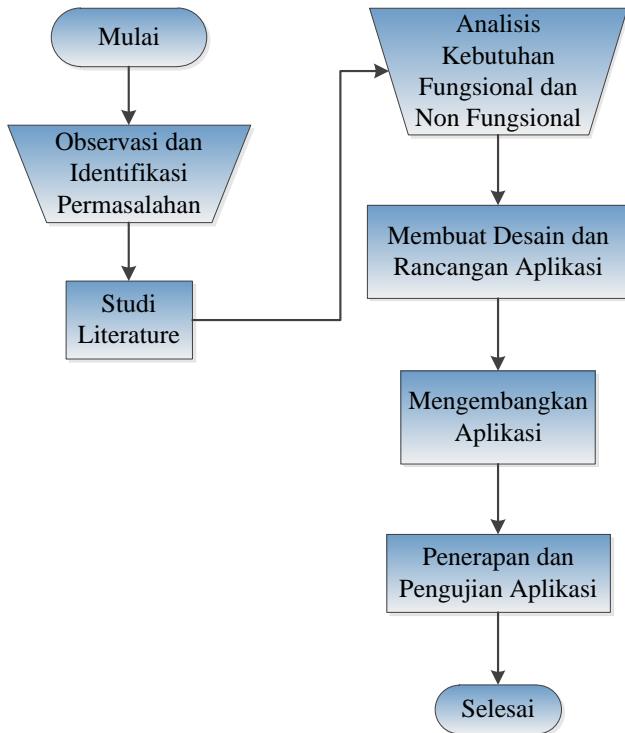 Mulai
Observasi dan
Identifikasi
Permasalahan
Studi
Literature
Analisis
Kebutuhan
Fungsional dan
Non Fungsional
Membuat Desain dan
Rancangan Aplikasi
Mengembangkan
Aplikasi
Penerapan dan
Pengujian Aplikasi
Selesai